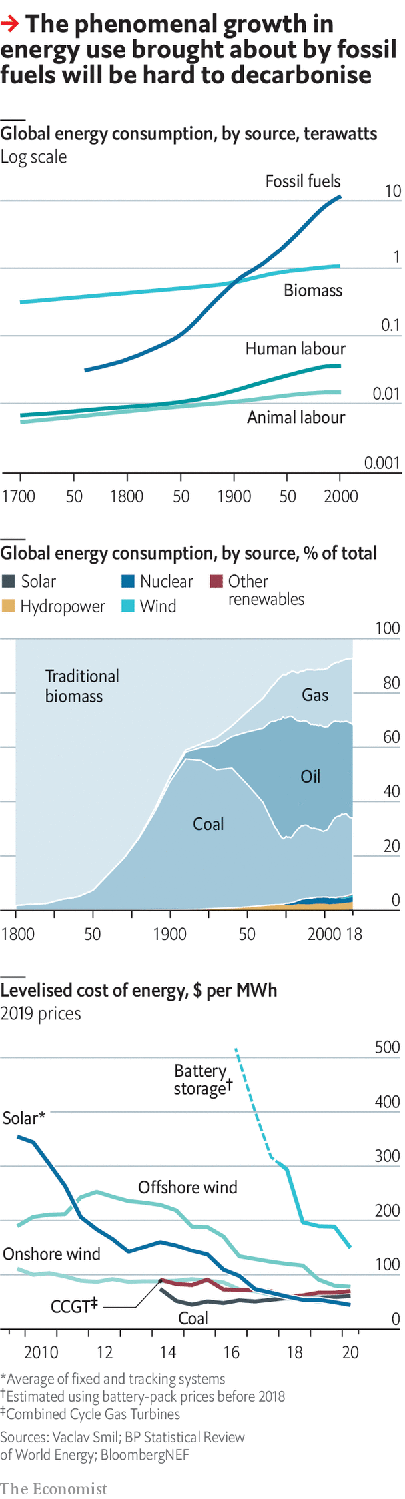 → The phenomenal growth in
energy use brought about by fossil
fuels will be hard to decarbonise
Global energy consumption, by source, terawatts
Log scale
Fossil fuels
10
1
Biomass
0.1
Human labour
0.01
Animal labour
0.001
1700 50 1800 50 1900 50 2000
Global energy consumption, by source, % of total
Solar Nuclear Other
renewables
Hydropower Wind
100
Traditional
biomass
Gas
80
60
Oil
40
Coal
20
0
1800 50 1900 50 2000 18
Levelised cost of energy, $ per MWh
2019 prices
500
Battery
storage†
400
Solar*
300
Offshore wind
200
Onshore wind
100
CCGT‡
Coal
0
2010 12 14 16 18 20
*Average of fixed and tracking systems
†Estimated using battery-pack prices before 2018
‡Combined Cycle Gas Turbines
Sources: Vaclav Smil; BP Statistical Review
of World Energy; BloombergNEF
The Economist